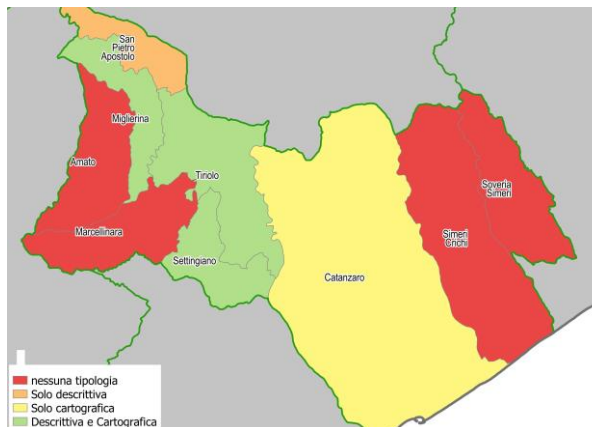 San
Pietro
Apostolo
Miglierina
Amato
Tiriolo
Soveria
Simeri
Marcellinara
Simeri
Crichi
Settingiano
Catanzaro
nessuna tipologia
Solo descrittiva
Solo cartografica
Descrittiva e Cartografica